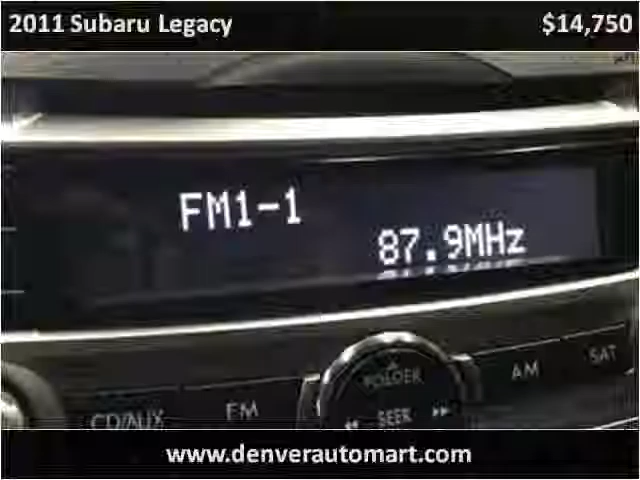 2011 Subaru Legacy $14,750
FM1-1
87.9MHz
FOLDER
AM SAT
CD/AUX FM SEEK
www.denverautomart.com